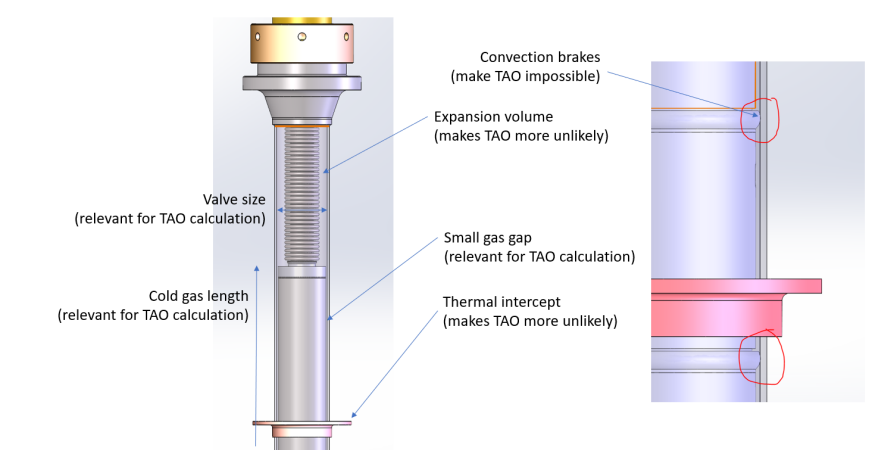 Convection brakes
(make TAO impossible)
Expansion volume
(makes TAO more unlikely)
Valve size
(relevant for TAO calculation)
Small gas gap
(relevant for TAO calculation)
Cold gas length
(relevant for TAO calculation)
Thermal intercept
(makes TAO more unlikely)